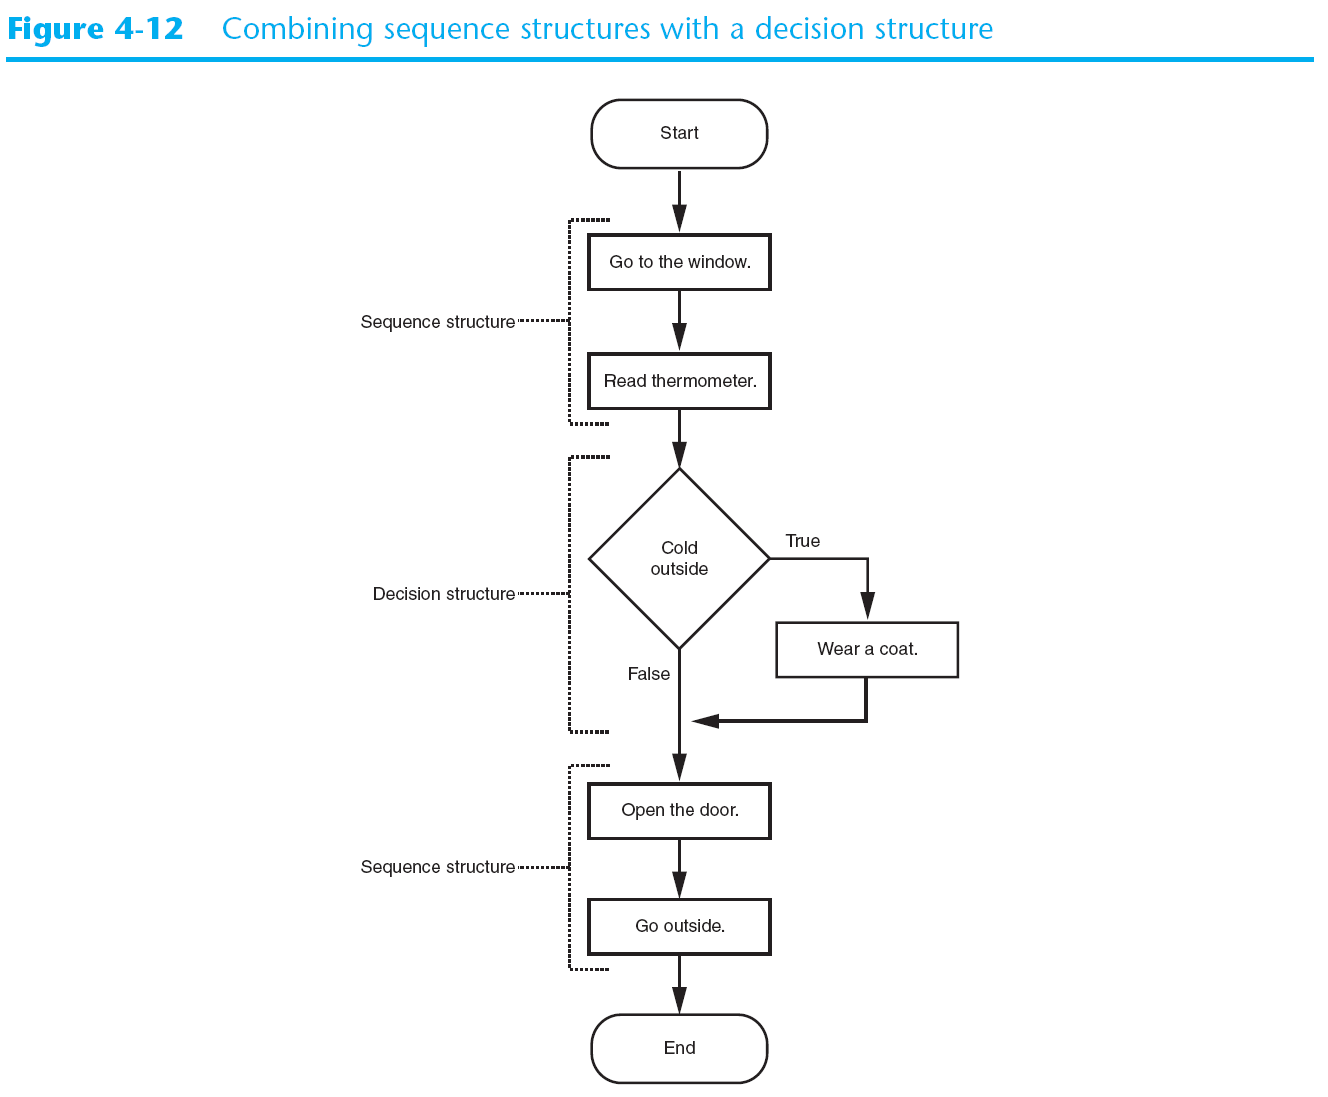 Figure 4-12 Combining sequence structures with a decision structure
Start
Go to the window.
Sequence structure
Read thermometer.
Cold
outside
True
Decision structure
Wear a coat.
False
Open the door.
Sequence structure
Go outside.
End